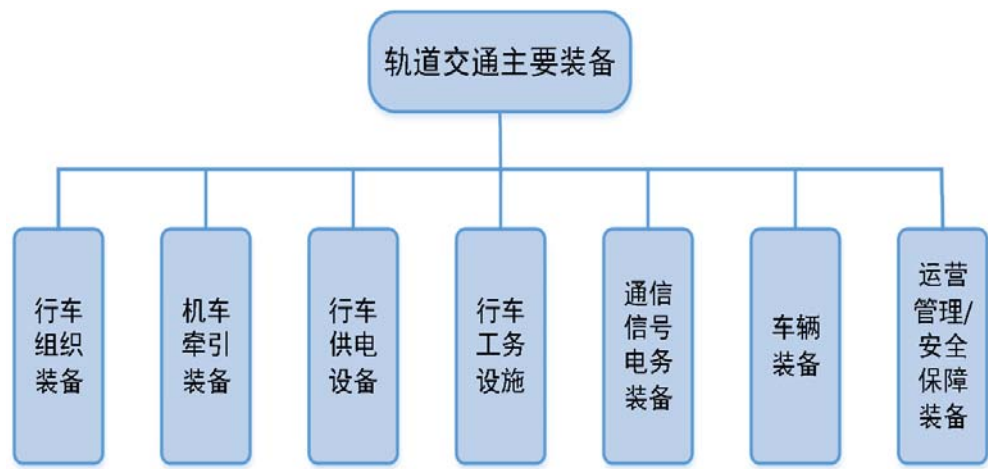 轨道交通主要装备
行车
组织
装备
机车
牵引
装备
行车
供电
设备
行车
工务
设施
通信
信号
电务
装备
车辆
装备
运营
管理/
安全
保障
装备